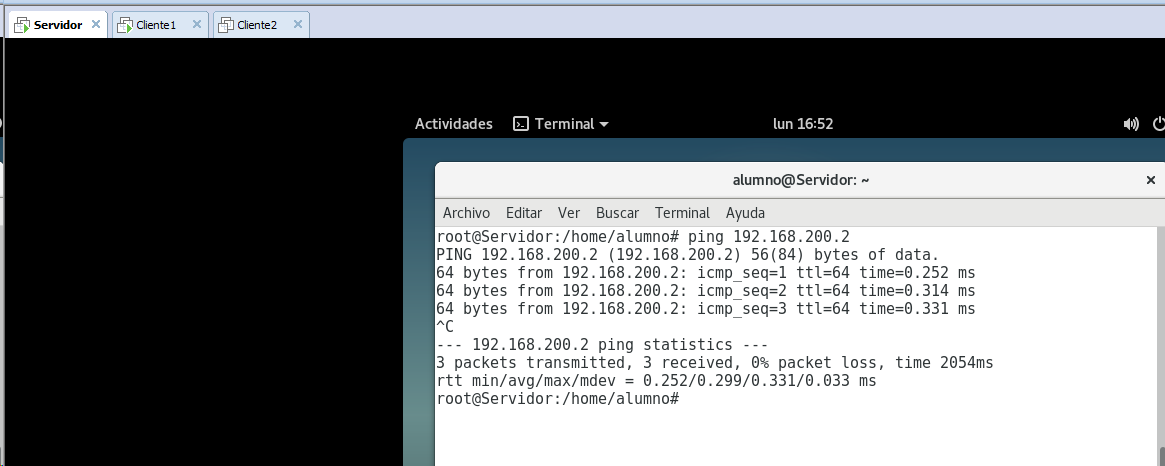 Servidor
Cliente1
Cliente2
Actividades Terminal lun 16:52
alumno@Servidor: ~
Archivo Editar Ver Buscar Terminal Ayuda
root@Servidor:/home/alumno# ping 192.168.200.2
PING 192.168.200.2 (192.168.200.2) 56(84) bytes of data.
64 bytes from 192.168.200.2: icmp_seq=1 ttl=64 time=0.252 ms
64 bytes from 192.168.200.2: icmp_seq=2 ttl=64 time=0.314 ms
64 bytes from 192.168.200.2: icmp_seq=3 ttl=64 time=0.331 ms
^C
--- 192.168.200.2 ping statistics ---
3 packets transmitted, 3 received, 0% packet loss, time 2054ms
rtt min/avg/max/mdev = 0.252/0.299/0.331/0.033 ms
root@Servidor:/home/alumno#